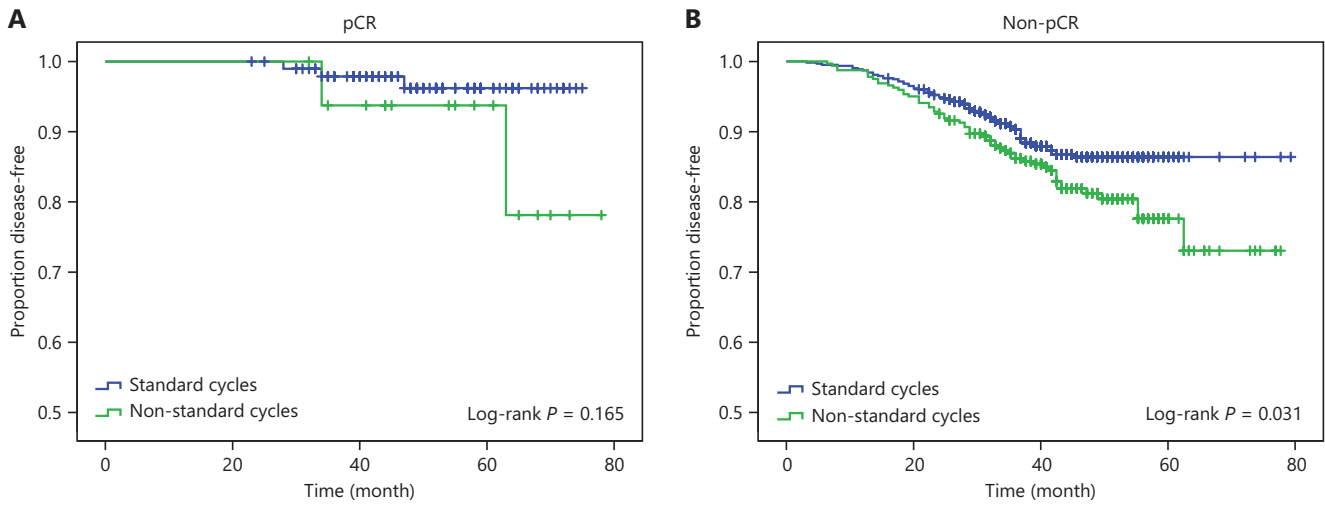 A
pCR
Proportion disease-free
1.0
0.9
0.8
0.7
0.6
0.5
Standard cycles
Non-standard cycles
Log-rank P = 0.165
0 20 40 60 80
Time (month)
B
Non-pCR
Proportion disease-free
1.0
0.9
0.8
0.7
0.6
0.5
Standard cycles
Non-standard cycles
Log-rank P = 0.031
0 20 40 60 80
Time (month)